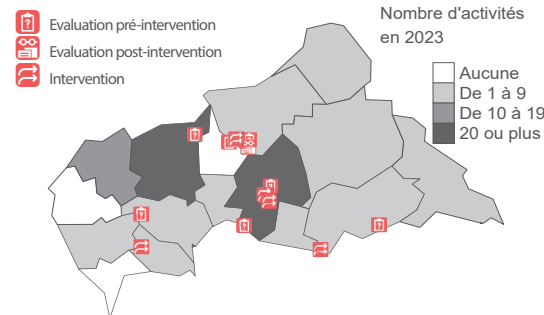 Evaluation pré-intervention
Evaluation post-intervention
Intervention
Nombre d'activités
en 2023
Aucune
De 1 à 9
De 10 à 19
20 ou plus